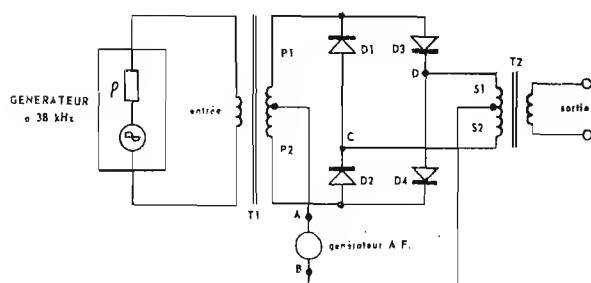 GENERATEUR
a 38 kHz
ρ
entrée
T1
P1
P2
D1
D3
D
C
D2
D4
S1
S2
T2
sortie
A
générateur A F.
B